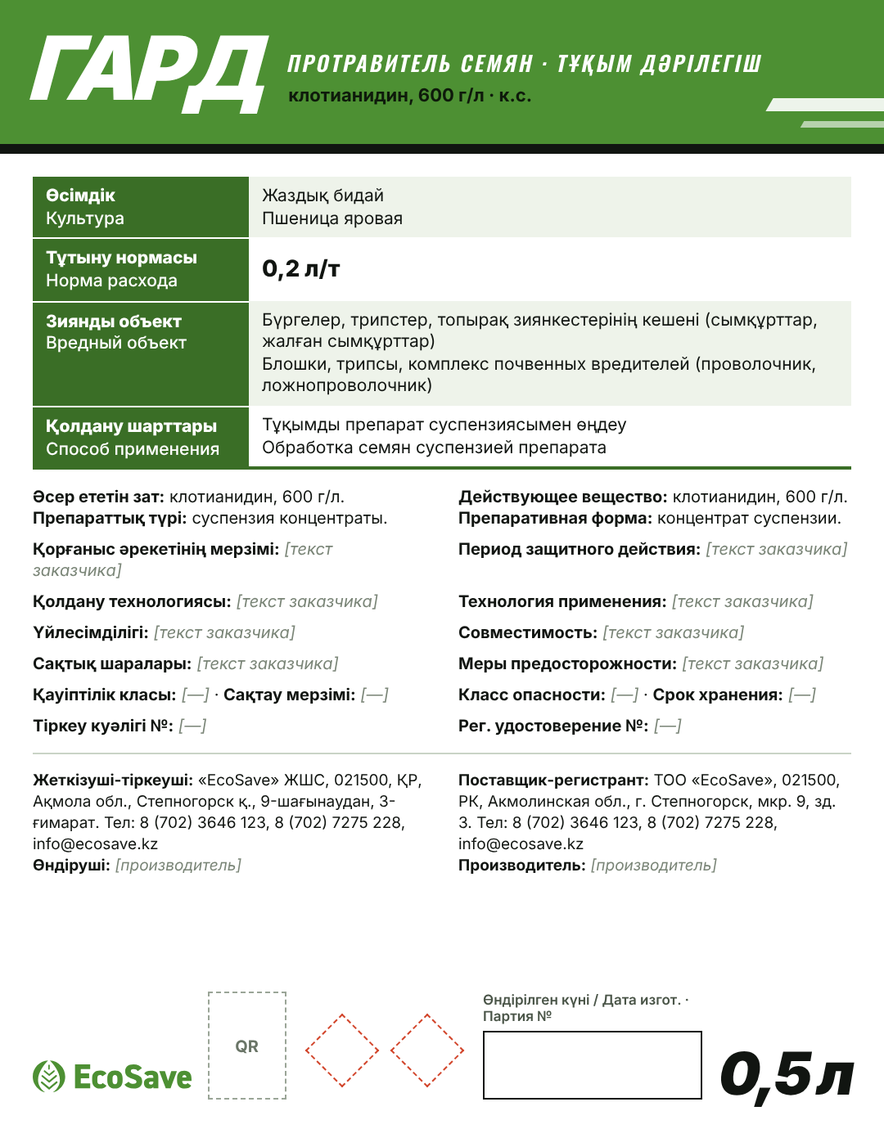 ГАРД
ПРОТРАВИТЕЛЬ СЕМЯН · ТҰҚЫМ ДӘРІЛЕГІШ
клотианидин, 600 г/л · к.с.
Өсімдік
Культура
Жаздық бидай
Пшеница яровая
Тұтыну нормасы
Норма расхода
0,2 л/т
Зиянды объект
Вредный объект
Бүргелер, трипстер, топырақ зиянкестерінің кешені (сымқұрттар,
жалған сымқұрттар)
Блошки, трипсы, комплекс почвенных вредителей (проволочник,
ложнопроволочник)
Қолдану шарттары
Способ применения
Тұқымды препарат суспензиясымен өңдеу
Обработка семян суспензией препарата
Әсер ететін зат: клотианидин, 600 г/л.
Препараттық түрі: суспензия концентраты.
Қорғаныс әрекетінің мерзімі: [текст
заказчика]
Қолдану технологиясы: [текст заказчика]
Үйлесімділігі: [текст заказчика]
Сақтық шаралары: [текст заказчика]
Қауіптілік класы: [—] · Сақтау мерзімі: [—]
Тіркеу куәлігі №: [—]
Действующее вещество: клотианидин, 600 г/л.
Препаративная форма: концентрат суспензии.
Период защитного действия: [текст заказчика]
Технология применения: [текст заказчика]
Совместимость: [текст заказчика]
Меры предосторожности: [текст заказчика]
Класс опасности: [—] · Срок хранения: [—]
Рег. удостоверение №: [—]
Жеткізуші-тіркеуші: «EcoSave» ЖШС, 021500, ҚР,
Ақмола обл., Степногорск қ., 9-шағынаудан, 3-
ғимарат. Тел: 8 (702) 3646 123, 8 (702) 7275 228,
info@ecosave.kz
Өндіруші: [производитель]
Поставщик-регистрант: ТОО «EcoSave», 021500,
РК, Акмолинская обл., г. Степногорск, мкр. 9, зд.
3. Тел: 8 (702) 3646 123, 8 (702) 7275 228,
info@ecosave.kz
Производитель: [производитель]
EcoSave
QR
Өндірілген күні / Дата изгот. ·
Партия №
0,5 л